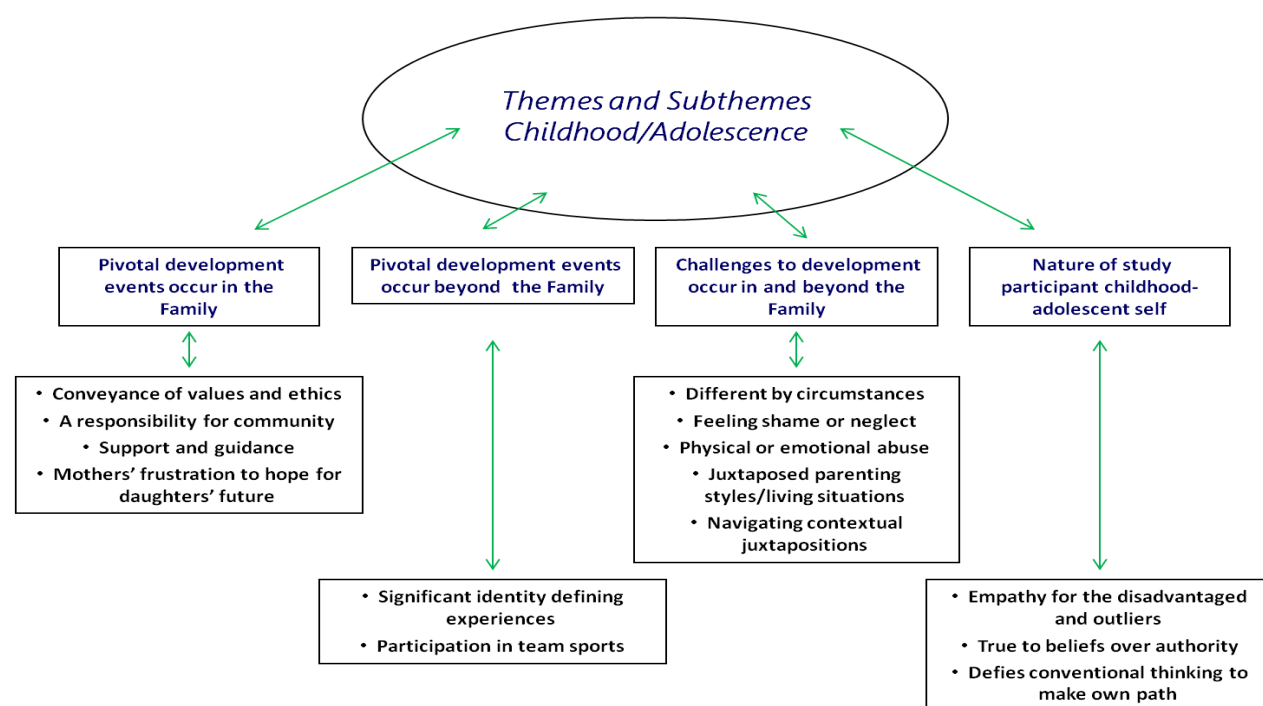 Themes and Subthemes
Childhood/Adolescence
Pivotal development
events occur in the
Family
Pivotal development events
occur beyond the Family
Challenges to development
occur in and beyond the
Family
Nature of study
participant childhood-
adolescent self
• Conveyance of values and ethics
• A responsibility for community
• Support and guidance
• Mothers’ frustration to hope for
daughters’ future
• Different by circumstances
• Feeling shame or neglect
• Physical or emotional abuse
• Juxtaposed parenting
styles/living situations
• Navigating contextual
juxtapositions
• Significant identity defining
experiences
• Participation in team sports
• Empathy for the disadvantaged
and outliers
• True to beliefs over authority
• Defies conventional thinking to
make own path